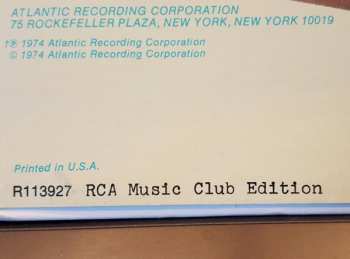 ATLANTIC RECORDING CORPORATION
75 ROCKEFELLER PLAZA, NEW YORK, NEW YORK 10019
†℗ 1974 Atlantic Recording Corporation
© 1974 Atlantic Recording Corporation
Printed in U.S.A.
R113927 RCA Music Club Edition